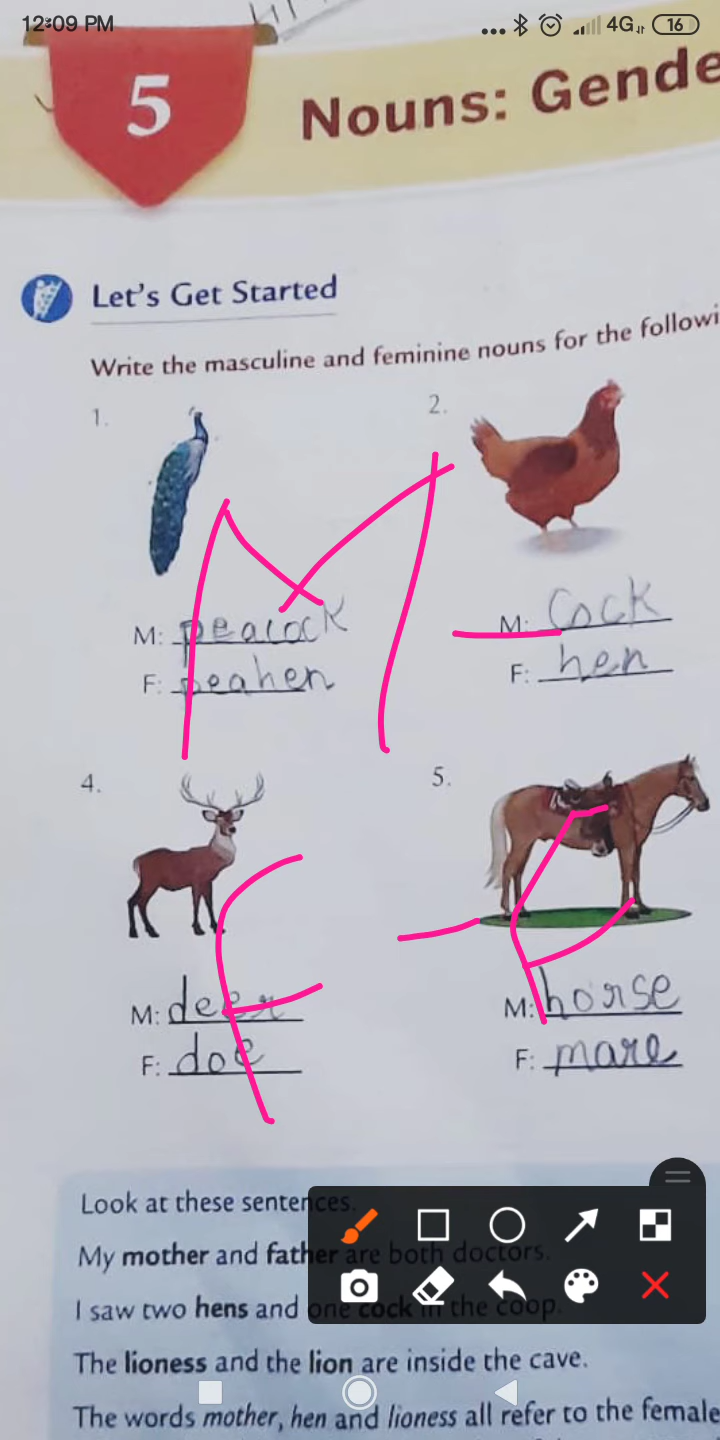 12:09 PM
4G
16
5
Nouns: Gende
Let's Get Started
Write the masculine and feminine nouns for the followi
1.
2.
M: peacock
F: peahen
M: Cock
F: hen
4.
5.
M: deer
F: doe
M: horse
F: mare
M - M
F - F
Look at these sentences.
My mother and father are both doctors.
I saw two hens and one cock in the coop.
The lioness and the lion are inside the cave.
The words mother, hen and lioness all refer to the female